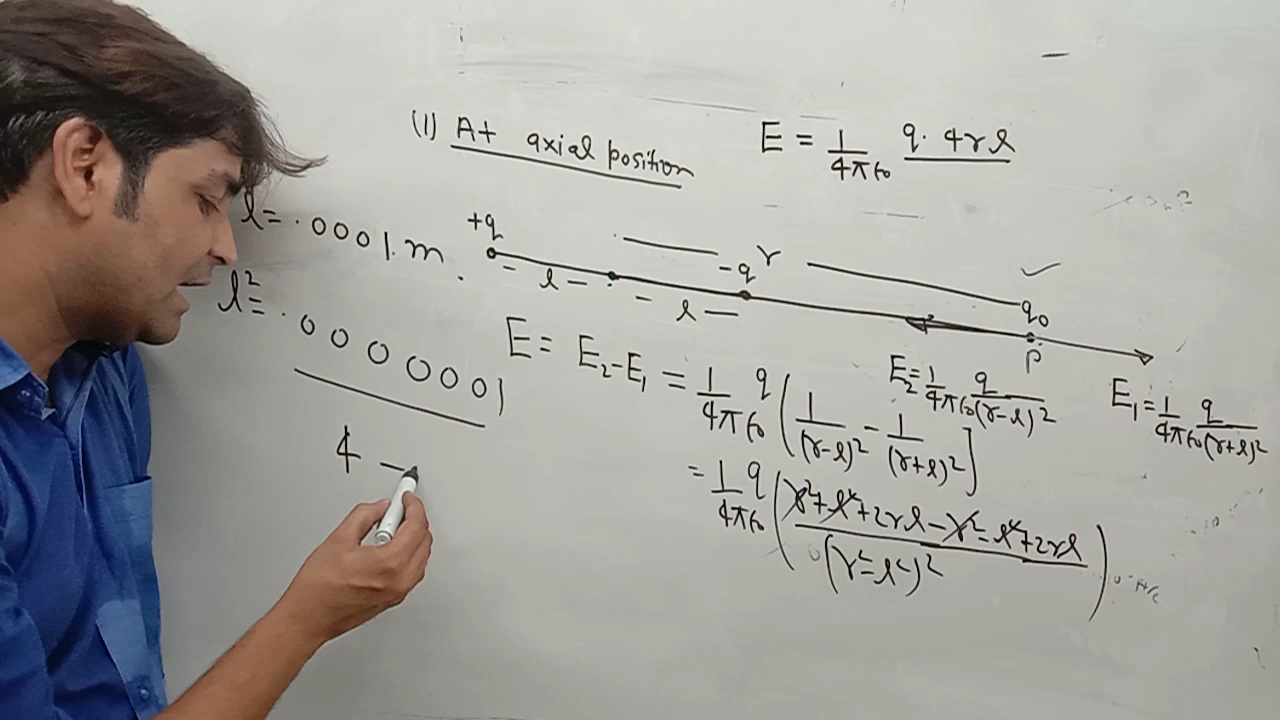 (1) At axial position
E = 1/4πε₀ q. 4rl
l = .0001 m.
l² = .0000001
4 –
+q
– l –
– l —
–q
r
q₀
P
E₂ = 1/4πε₀ q/(r-l)²
E₁ = 1/4πε₀ q/(r+l)²
E = E₂-E₁ = 1/4πε₀ q (1/(r-l)² - 1/(r+l)²]
= 1/4πε₀ q (r²+l²+2rl-r²-l²+2rl/(r²-l²)²)